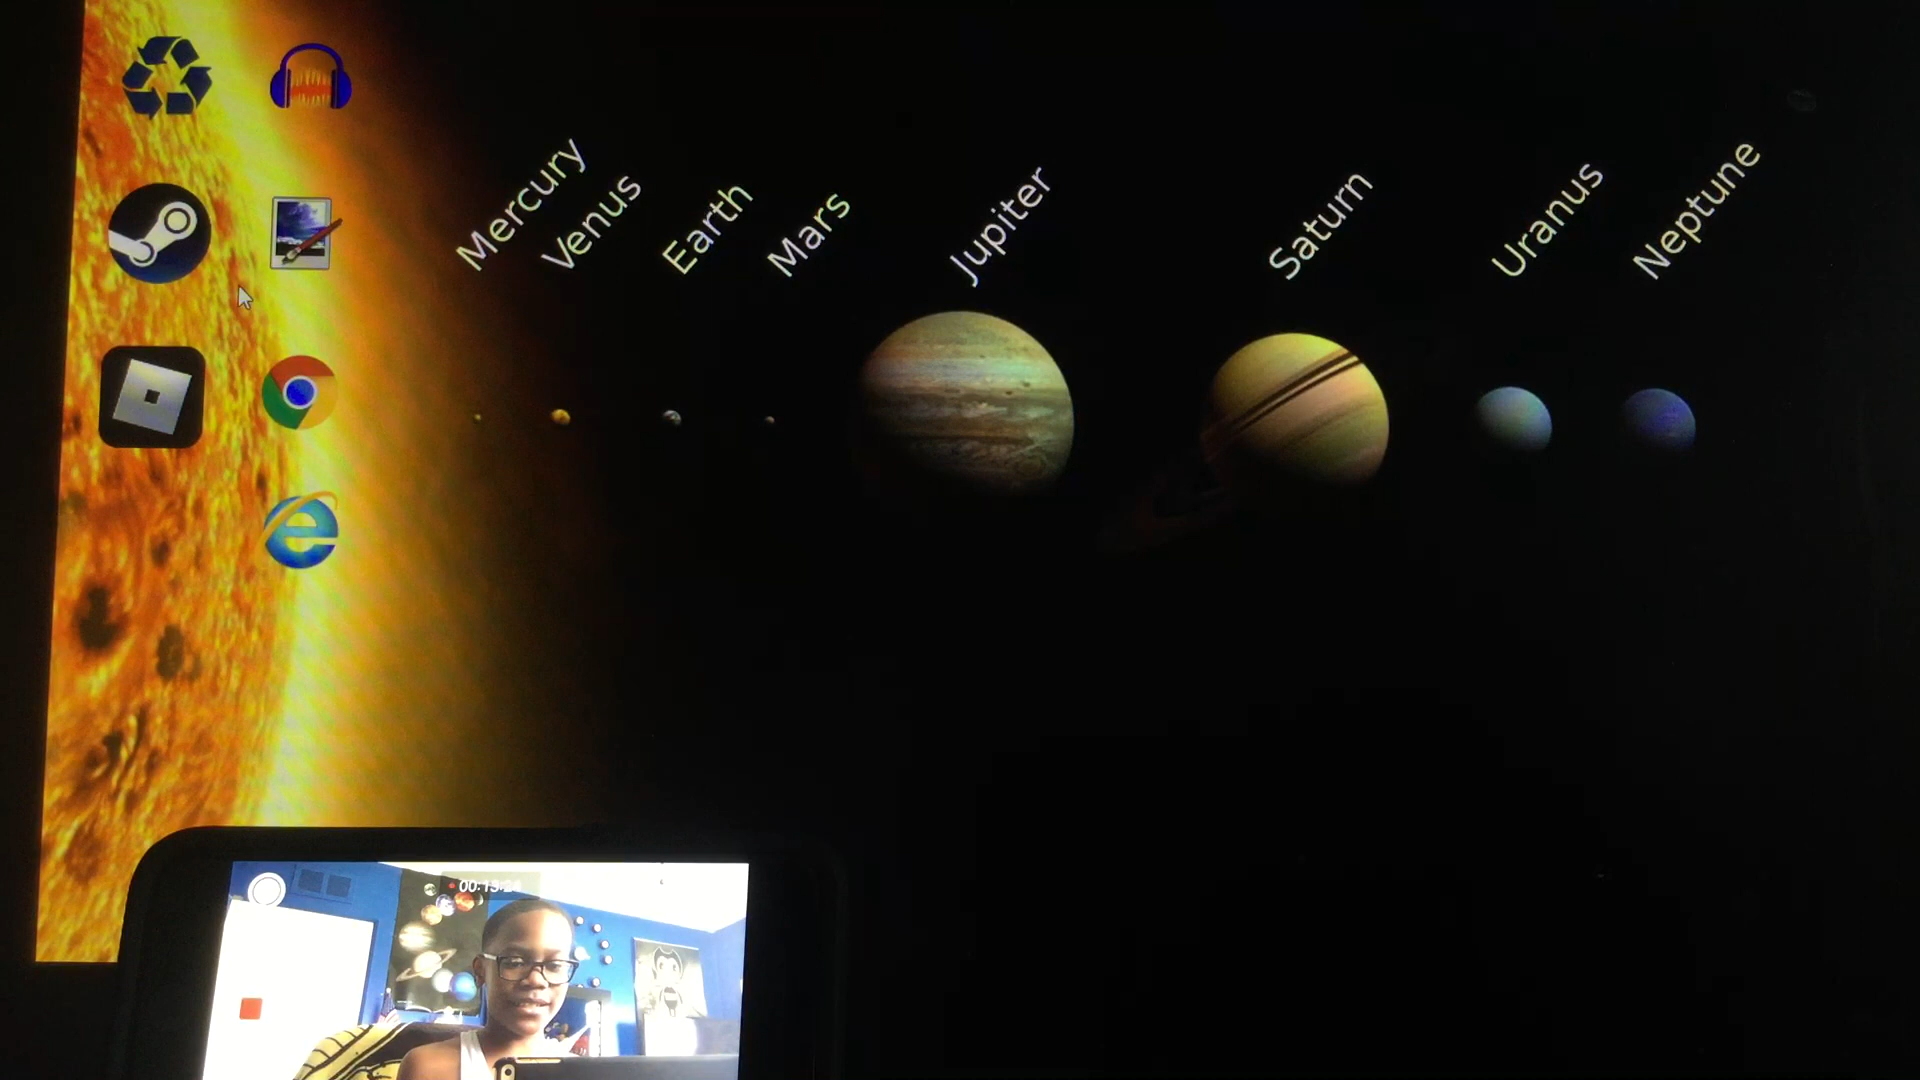 Mercury
Venus
Earth
Mars
Jupiter
Saturn
Uranus
Neptune